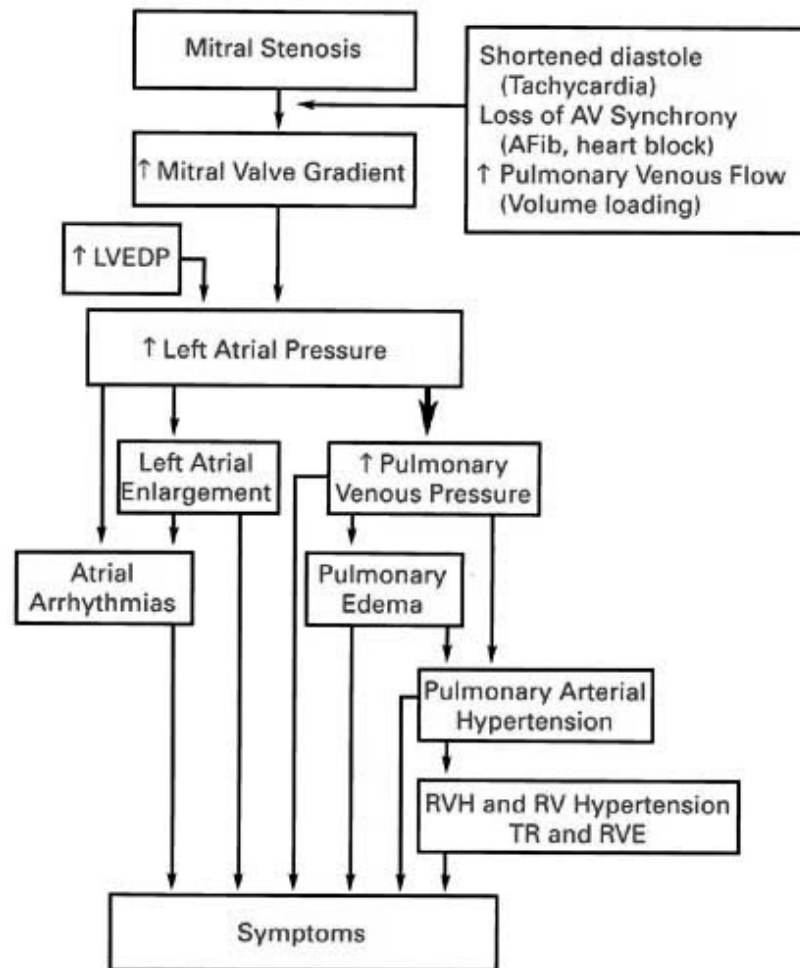 Mitral Stenosis
Shortened diastole
(Tachycardia)
Loss of AV Synchrony
(AFib, heart block)
↑ Pulmonary Venous Flow
(Volume loading)
↑ Mitral Valve Gradient
↑ LVEDP
↑ Left Atrial Pressure
Left Atrial
Enlargement
↑ Pulmonary
Venous Pressure
Atrial
Arrhythmias
Pulmonary
Edema
Pulmonary Arterial
Hypertension
RVH and RV Hypertension
TR and RVE
Symptoms